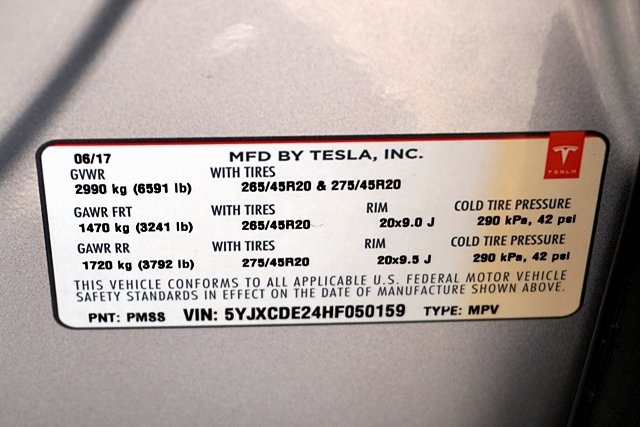 06/17 MFD BY TESLA, INC.
TESLA
GVWR WITH TIRES
2990 kg (6591 lb) 265/45R20 & 275/45R20
GAWR FRT WITH TIRES RIM COLD TIRE PRESSURE
1470 kg (3241 lb) 265/45R20 20x9.0 J 290 kPa, 42 psi
GAWR RR WITH TIRES RIM COLD TIRE PRESSURE
1720 kg (3792 lb) 275/45R20 20x9.5 J 290 kPa, 42 psi
THIS VEHICLE CONFORMS TO ALL APPLICABLE U.S. FEDERAL MOTOR VEHICLE
SAFETY STANDARDS IN EFFECT ON THE DATE OF MANUFACTURE SHOWN ABOVE.
PNT: PMSS VIN: 5YJXCDE24HF050159 TYPE: MPV